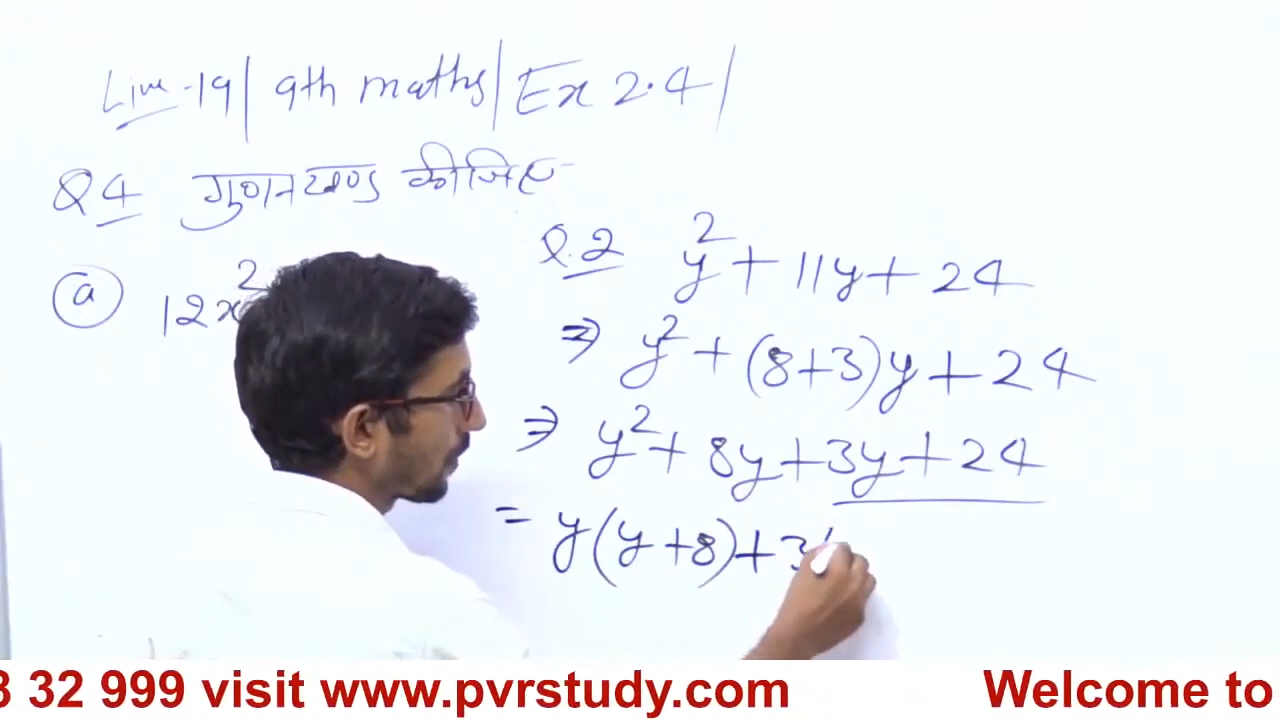 Live-19 | 9th maths | Ex 2.4 |
Q4 गुणनखण्ड कीजिए
(a) 12x²
Q.2 y² + 11y + 24
⇒ y² + (8+3)y + 24
⇒ y² + 8y + 3y + 24
= y(y+8)+3(
3 32 999 visit www.pvrstudy.com Welcome to